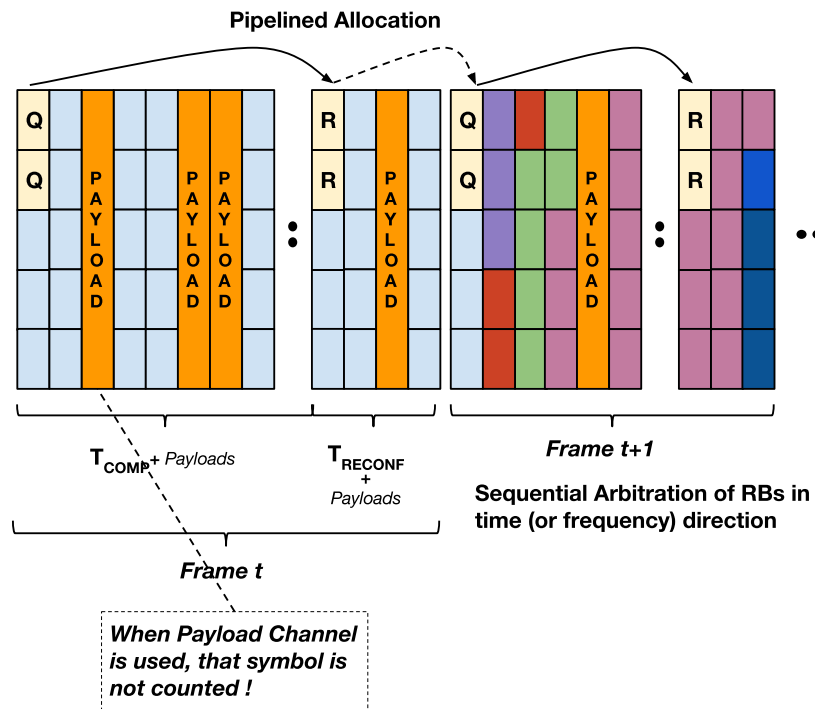 Pipelined Allocation
Q
Q
PAYLOAD
PAYLOAD
PAYLOAD
R
R
PAYLOAD
Q
Q
PAYLOAD
R
R
TCOMP+ Payloads
TRECONF
+
Payloads
Frame t
Frame t+1
Sequential Arbitration of RBs in
time (or frequency) direction
When Payload Channel
is used, that symbol is
not counted !